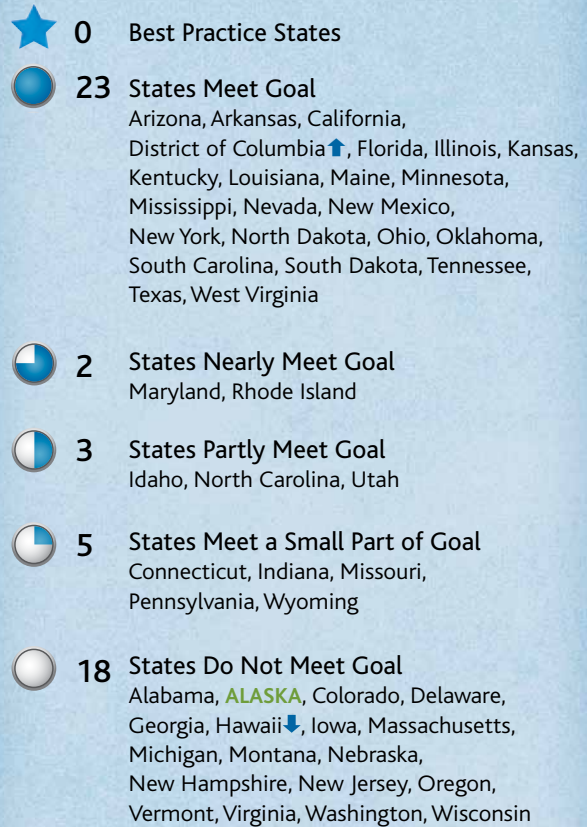 0 Best Practice States
23 States Meet Goal
Arizona, Arkansas, California,
District of Columbia⬆, Florida, Illinois, Kansas,
Kentucky, Louisiana, Maine, Minnesota,
Mississippi, Nevada, New Mexico,
New York, North Dakota, Ohio, Oklahoma,
South Carolina, South Dakota, Tennessee,
Texas, West Virginia
2 States Nearly Meet Goal
Maryland, Rhode Island
3 States Partly Meet Goal
Idaho, North Carolina, Utah
5 States Meet a Small Part of Goal
Connecticut, Indiana, Missouri,
Pennsylvania, Wyoming
18 States Do Not Meet Goal
Alabama, ALASKA, Colorado, Delaware,
Georgia, Hawaii⬇, Iowa, Massachusetts,
Michigan, Montana, Nebraska,
New Hampshire, New Jersey, Oregon,
Vermont, Virginia, Washington, Wisconsin